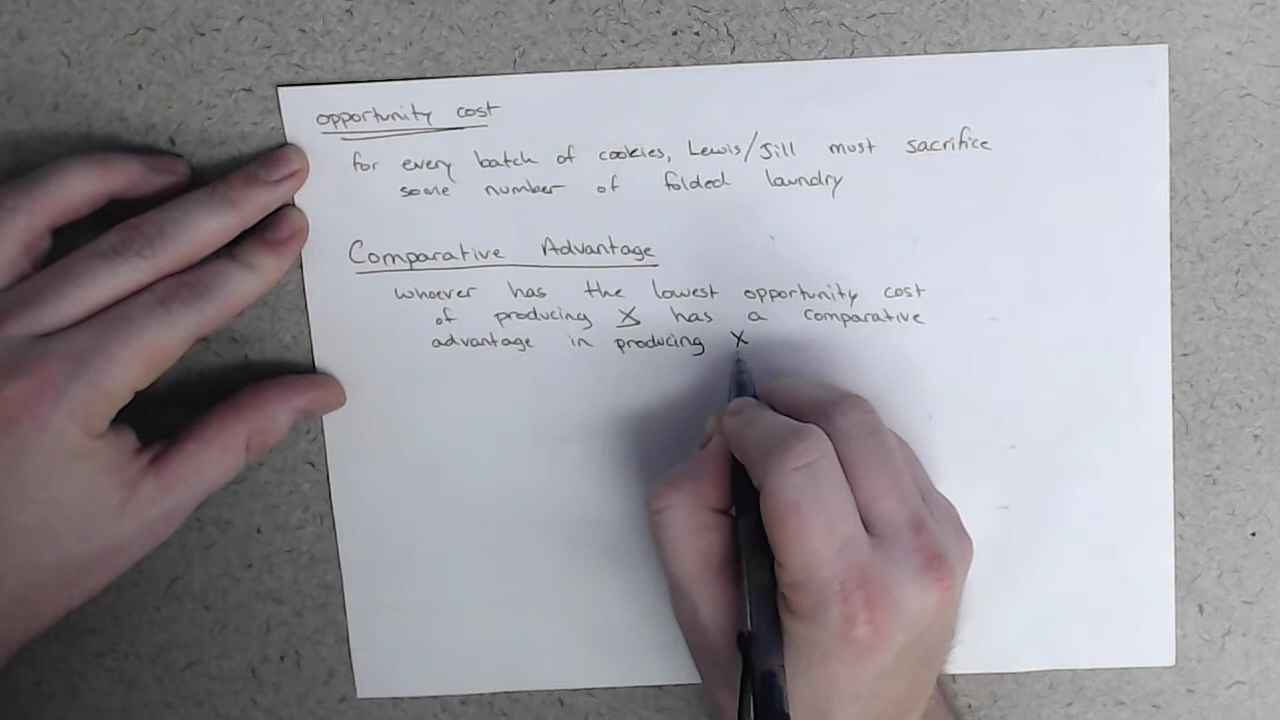 opportunity cost
for every batch of cookies, Lewis/Jill must sacrifice
some number of folded laundry
Comparative Advantage
whoever has the lowest opportunity cost
of producing X has a comparative
advantage in producing X